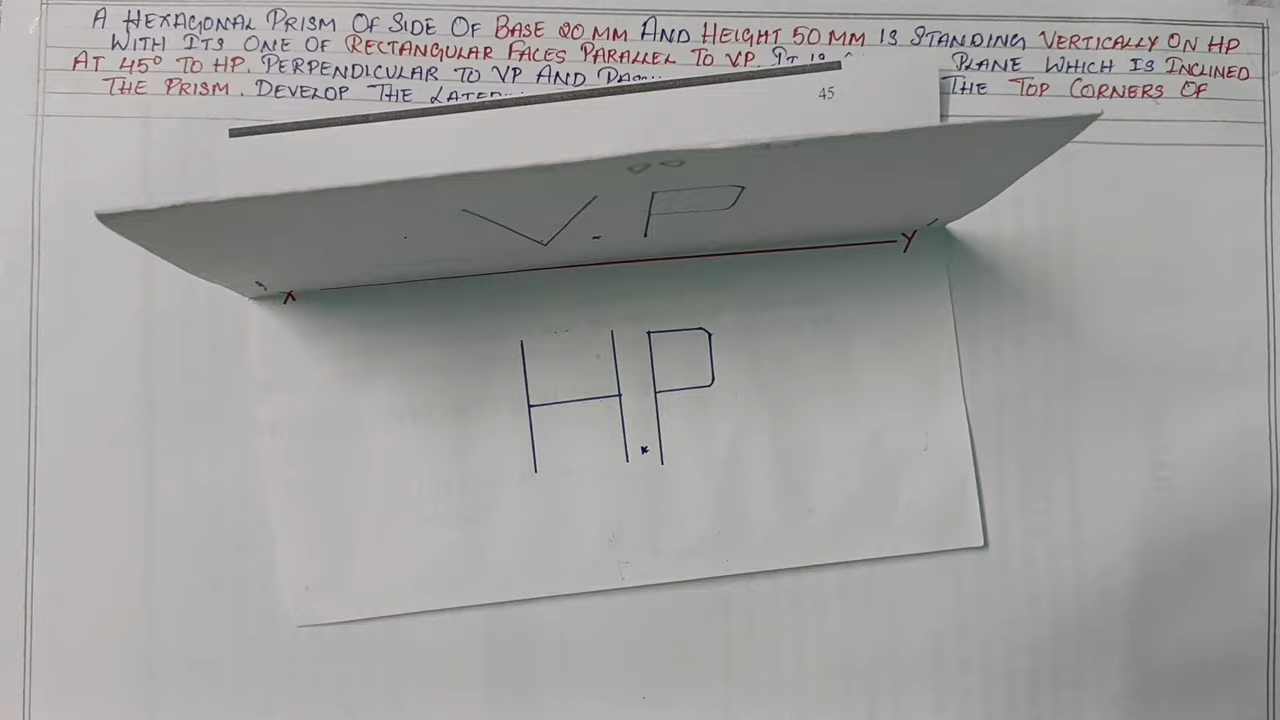 A HEXAGONAL PRISM OF SIDE OF BASE 20 MM AND HEIGHT 50 MM IS STANDING VERTICALLY ON HP
WITH ITS ONE OF RECTANGULAR FACES PARALLEL TO VP. IT IS
AT 45° TO HP, PERPENDICULAR TO VP AND PLANE WHICH IS INCLINED
THE PRISM. DEVELOP THE THE TOP CORNERS OF
45
V.P
X Y
H.P